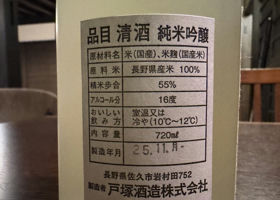 品目 清酒 純米吟醸
原材料名 米(国産)、米麹(国産米)
原料米 長野県産米 100%
精米歩合 55%
アルコール分 16度
おいしい飲み方 室温又は冷や(10℃〜12℃)
内容量 720ml
製造年月 25.11.月-
長野県佐久市岩村田752
製造者 戸塚酒造株式会社